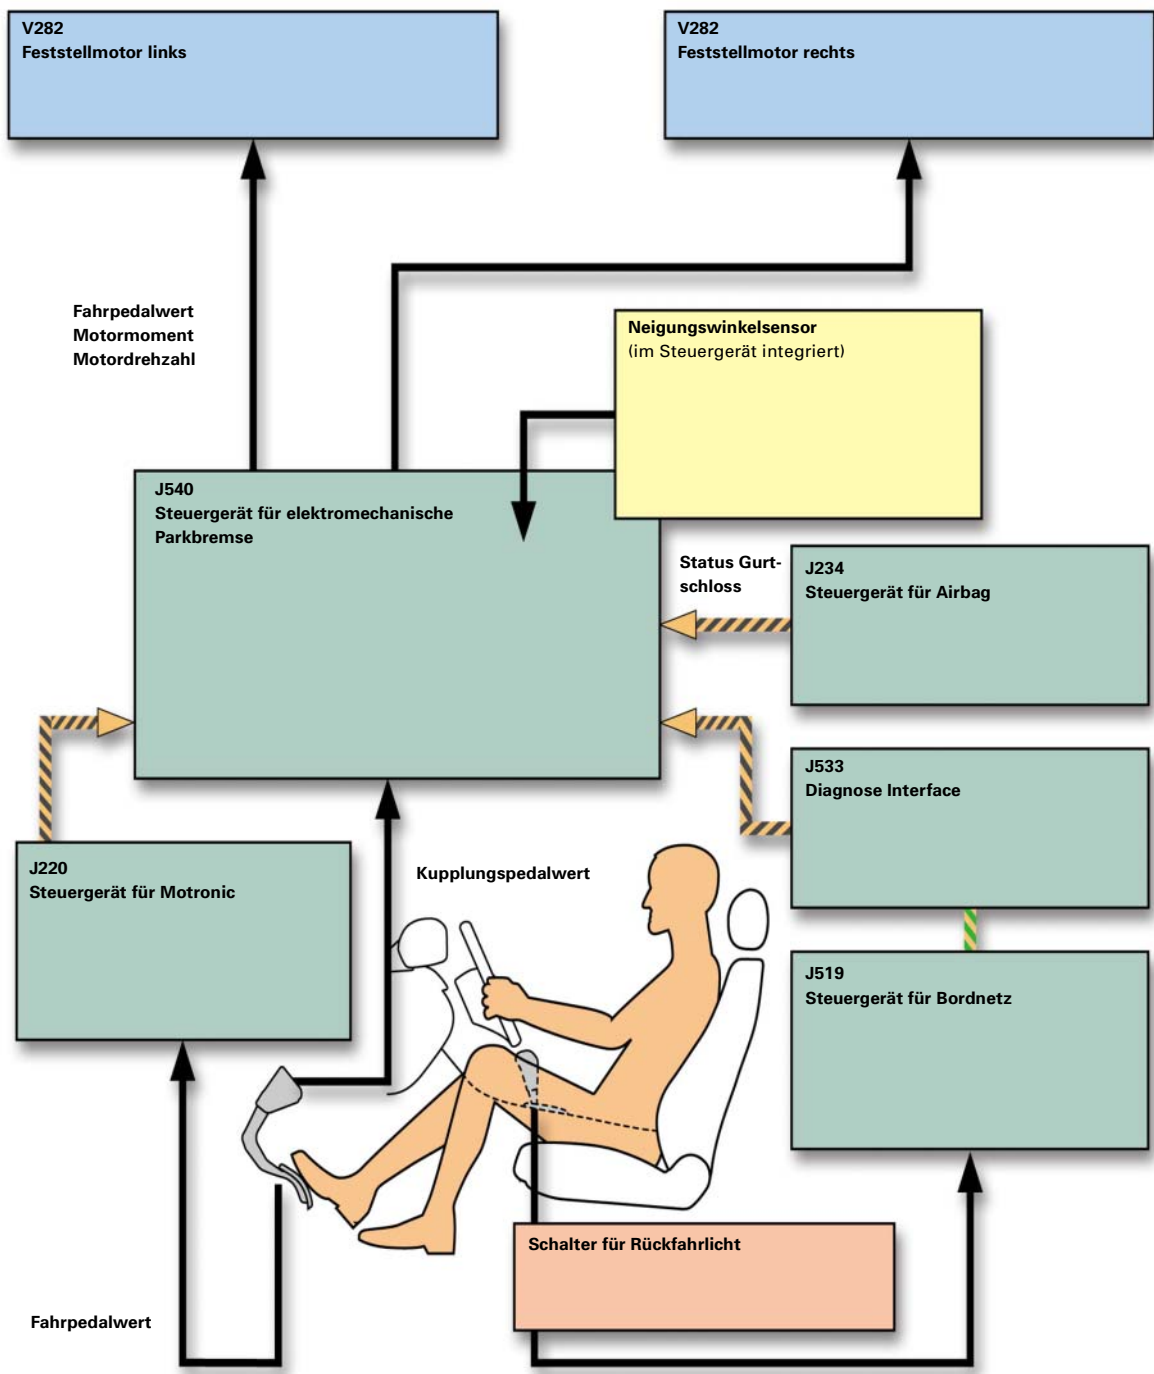 V282
Feststellmotor links
V282
Feststellmotor rechts
Fahrpedalwert
Motormoment
Motordrehzahl
Neigungswinkelsensor
(im Steuergerät integriert)
J540
Steuergerät für elektromechanische
Parkbremse
Status Gurt-
schloss
J234
Steuergerät für Airbag
J533
Diagnose Interface
J220
Steuergerät für Motronic
Kupplungspedalwert
J519
Steuergerät für Bordnetz
Schalter für Rückfahrlicht
Fahrpedalwert